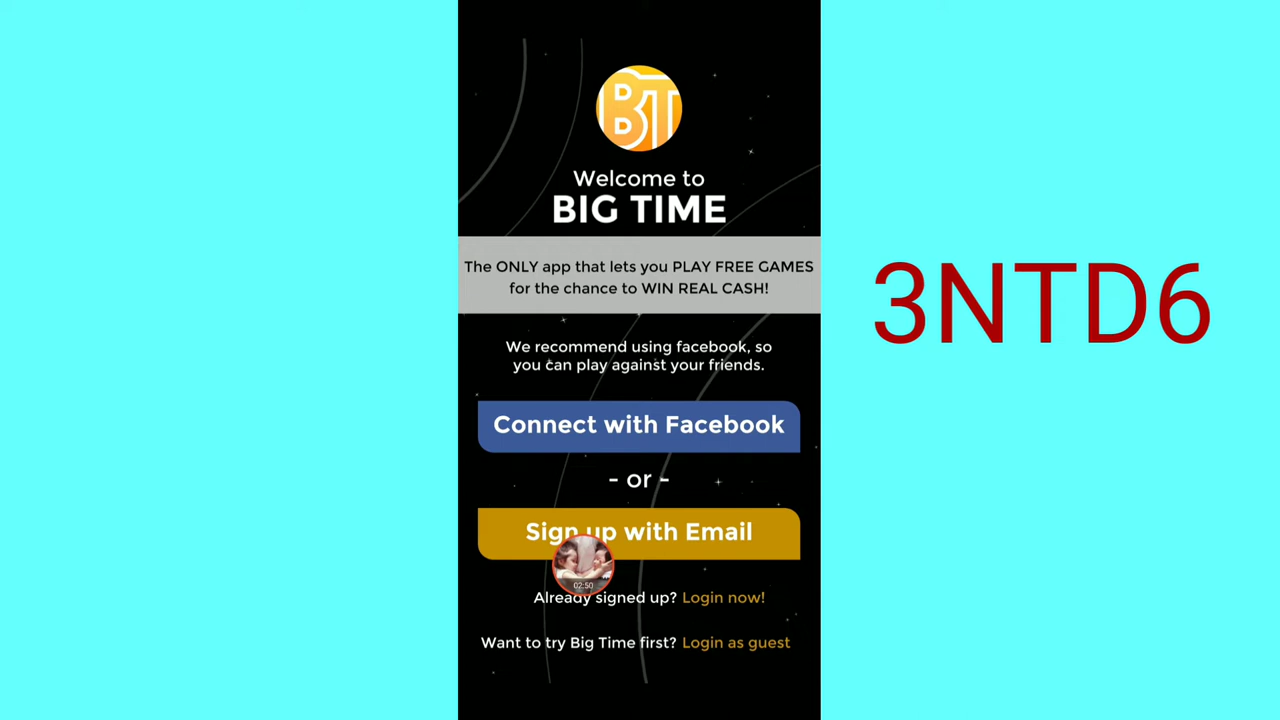 BT
Welcome to
BIG TIME
The ONLY app that lets you PLAY FREE GAMES
for the chance to WIN REAL CASH!
We recommend using facebook, so
you can play against your friends.
Connect with Facebook
- or -
Sign up with Email
02:50
Already signed up? Login now!
Want to try Big Time first? Login as guest
3NTD6